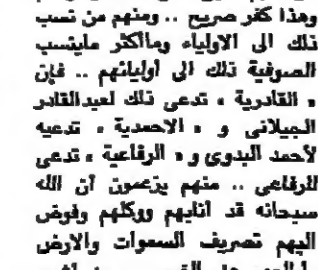 وهذا كفر صريح .. ومنهم من نسب
ذلك الى الاولياء وماأكثر ماينسب
الصوفية ذلك الى أوليائهم .. فإن
« القادرية » تدعى ذلك لعبدالقادر
الجيلانى و « الاحمدية » تدعيه
لأحمد البدوى و « الرفاعية » تدعى
للرفاعى .. منهم يزعمون أن الله
سبحانه قد أنابهم ووكلهم وفوض
اليهم تصريف السموات والارض